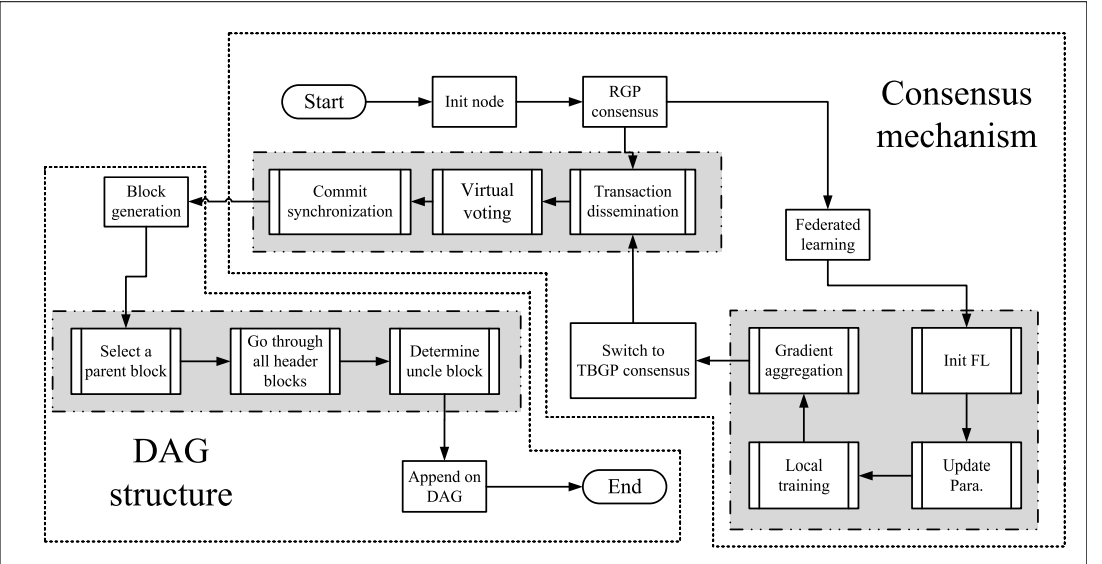 Start
Init node
RGP
consensus
Consensus
mechanism
Block
generation
Commit
synchronization
Virtual
voting
Transaction
dissemination
Federated
learning
Select a
parent block
Go through
all header
blocks
Determine
uncle block
Switch to
TBGP consensus
Gradient
aggregation
Init FL
DAG
structure
Append on
DAG
End
Local
training
Update
Para.